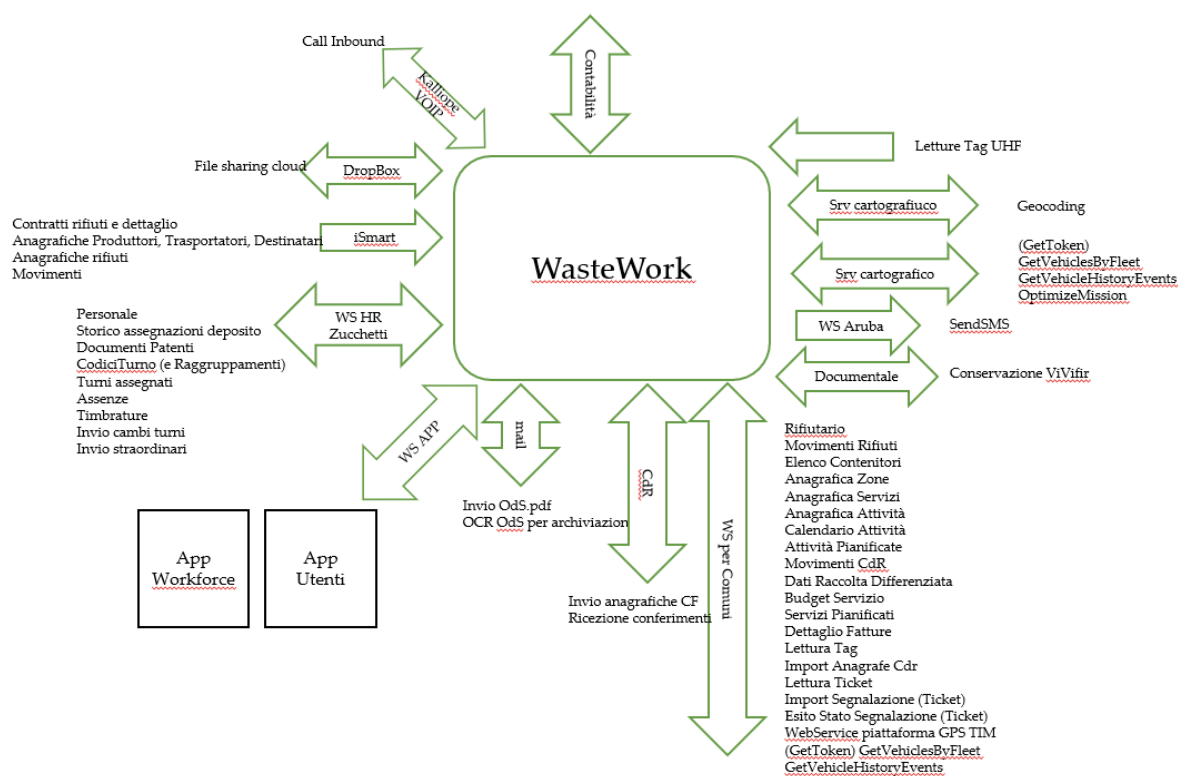 Call Inbound
Kalliope
VOIP
Contabilità
File sharing cloud
DropBox
Letture Tag UHF
Srv cartografiuco
Geocoding
Contratti rifiuti e dettaglio
Anagrafiche Produttori, Trasportatori, Destinatari
Anagrafiche rifiuti
Movimenti
iSmart
WasteWork
Srv cartografico
(GetToken)
GetVehiclesByFleet
GetVehicleHistoryEvents
OptimizeMission
Personale
Storico assegnazioni deposito
Documenti Patenti
CodiciTurno (e Raggruppamenti)
Turni assegnati
Assenze
Timbrature
Invio cambi turni
Invio straordinari
WS HR
Zucchetti
WS Aruba
SendSMS
Documentale
Conservazione ViVifir
WS APP
mail
Invio OdS.pdf
OCR OdS per archiviazion
CdR
Invio anagrafiche CF
Ricezione conferimenti
WS per Comuni
Rifiutario
Movimenti Rifiuti
Elenco Contenitori
Anagrafica Zone
Anagrafica Servizi
Anagrafica Attività
Calendario Attività
Attività Pianificate
Movimenti CdR
Dati Raccolta Differenziata
Budget Servizio
Servizi Pianificati
Dettaglio Fatture
Lettura Tag
Import Anagrafe Cdr
Lettura Ticket
Import Segnalazione (Ticket)
Esito Stato Segnalazione (Ticket)
WebService piattaforma GPS TIM
(GetToken) GetVehiclesByFleet
GetVehicleHistoryEvents
App
Workforce
App
Utenti